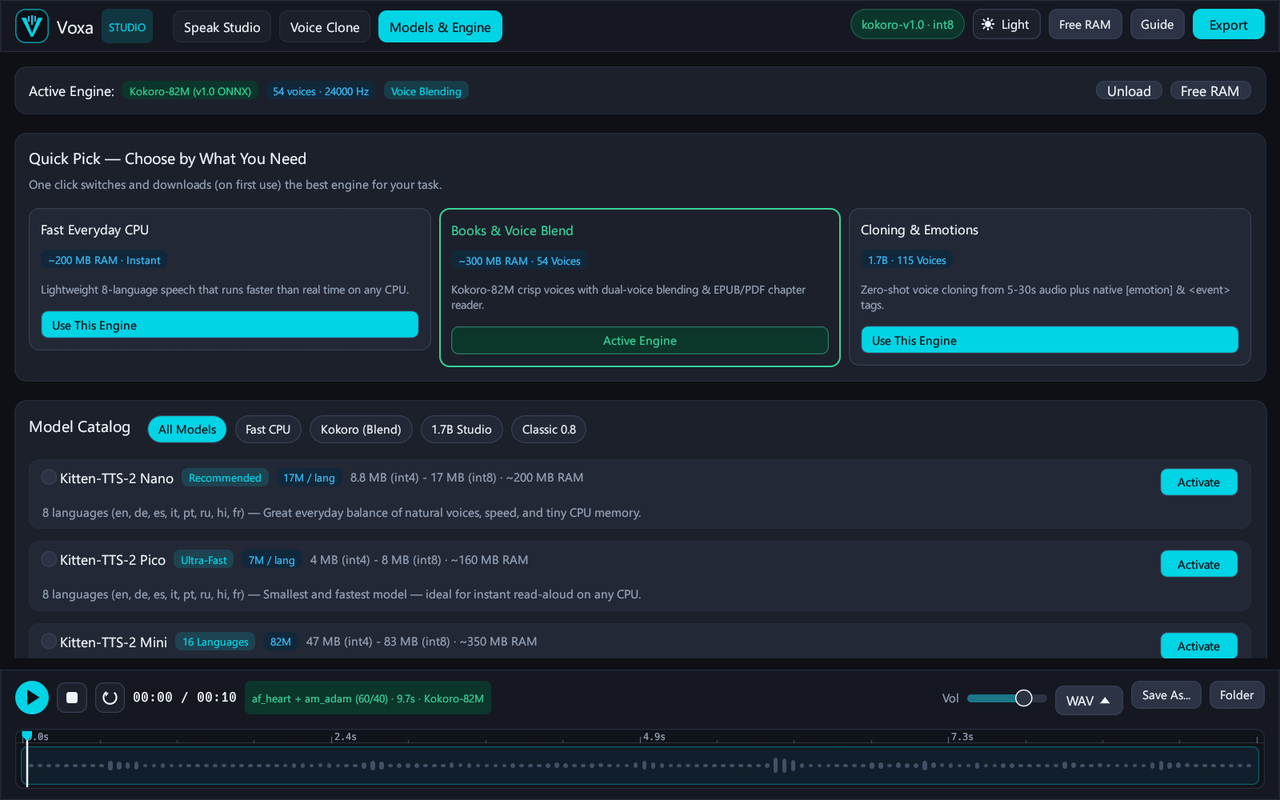 Voxa STUDIO Speak Studio Voice Clone Models & Engine kokoro-v1.0 · int8 Light Free RAM Guide Export
Active Engine: Kokoro-82M (v1.0 ONNX) 54 voices · 24000 Hz Voice Blending Unload Free RAM
Quick Pick — Choose by What You Need
One click switches and downloads (on first use) the best engine for your task.
Fast Everyday CPU
~200 MB RAM · Instant
Lightweight 8-language speech that runs faster than real time on any CPU.
Use This Engine
Books & Voice Blend
~300 MB RAM · 54 Voices
Kokoro-82M crisp voices with dual-voice blending & EPUB/PDF chapter
reader.
Active Engine
Cloning & Emotions
1.7B · 115 Voices
Zero-shot voice cloning from 5-30s audio plus native [emotion] & <event>
tags.
Use This Engine
Model Catalog All Models Fast CPU Kokoro (Blend) 1.7B Studio Classic 0.8
Kitten-TTS-2 Nano Recommended 17M / lang 8.8 MB (int4) - 17 MB (int8) · ~200 MB RAM Activate
8 languages (en, de, es, it, pt, ru, hi, fr) — Great everyday balance of natural voices, speed, and tiny CPU memory.
Kitten-TTS-2 Pico Ultra-Fast 7M / lang 4 MB (int4) - 8 MB (int8) · ~160 MB RAM Activate
8 languages (en, de, es, it, pt, ru, hi, fr) — Smallest and fastest model — ideal for instant read-aloud on any CPU.
Kitten-TTS-2 Mini 16 Languages 82M 47 MB (int4) - 83 MB (int8) · ~350 MB RAM Activate
00:00 / 00:10 af_heart + am_adam (60/40) · 9.7s · Kokoro-82M Vol WAV Save As... Folder
.0s 2.4s 4.9s 7.3s